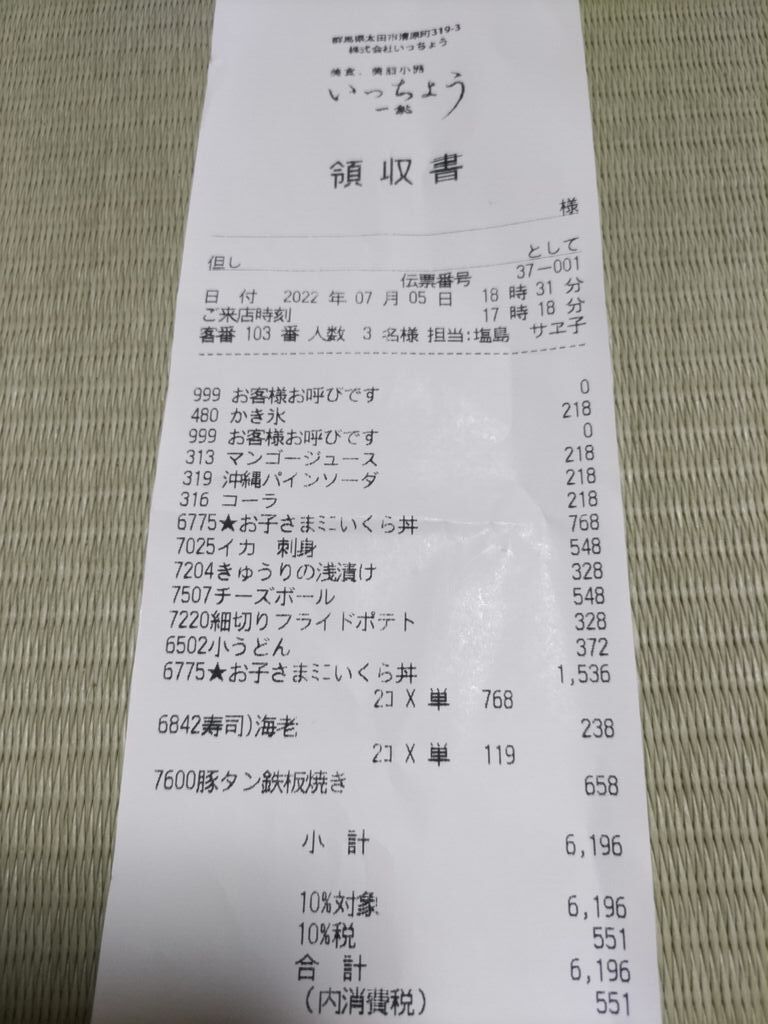 群馬県太田市清原町319-3
株式会社いっちょう
美食、美酒小路
いっちょう
領収書
様
但し として
伝票番号 37-001
日 付 2022 年 07 月 05 日 18 時 31 分
ご来店時刻 17 時 18 分
客番 103 番 人数 3 名様 担当:塩島 サヱ子
999 お客様お呼びです 0
480 かき氷 218
999 お客様お呼びです 0
313 マンゴージュース 218
319 沖縄パインソーダ 218
316 コーラ 218
6775★お子さまミニいくら丼 768
7025イカ 刺身 548
7204きゅうりの浅漬け 328
7507チーズボール 548
7220細切りフライドポテト 328
6502小うどん 372
6775★お子さまミニいくら丼 1,536
2コ X 単 768
6842寿司)海老 238
2コ X 単 119
7600豚タン鉄板焼き 658
小 計 6,196
10%対象 6,196
10%税 551
合 計 6,196
(内消費税) 551